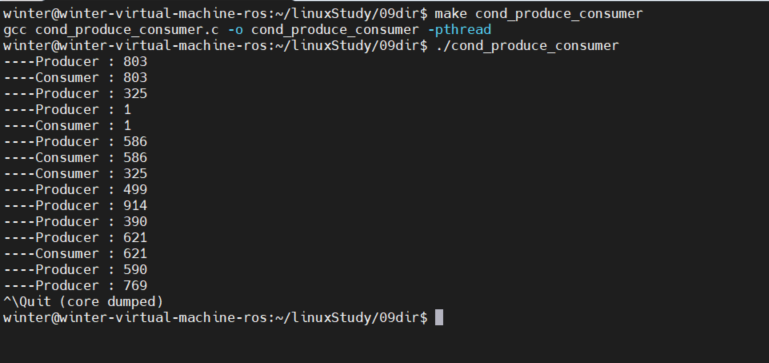 winter@winter-virtual-machine-ros:~/linuxStudy/09dir$ make cond_produce_consumer
gcc cond_produce_consumer.c -o cond_produce_consumer -pthread
winter@winter-virtual-machine-ros:~/linuxStudy/09dir$ ./cond_produce_consumer
----Producer : 803
----Consumer : 803
----Producer : 325
----Producer : 1
----Consumer : 1
----Producer : 586
----Consumer : 586
----Consumer : 325
----Producer : 499
----Producer : 914
----Producer : 390
----Producer : 621
----Consumer : 621
----Producer : 590
----Producer : 769
^\Quit (core dumped)
winter@winter-virtual-machine-ros:~/linuxStudy/09dir$